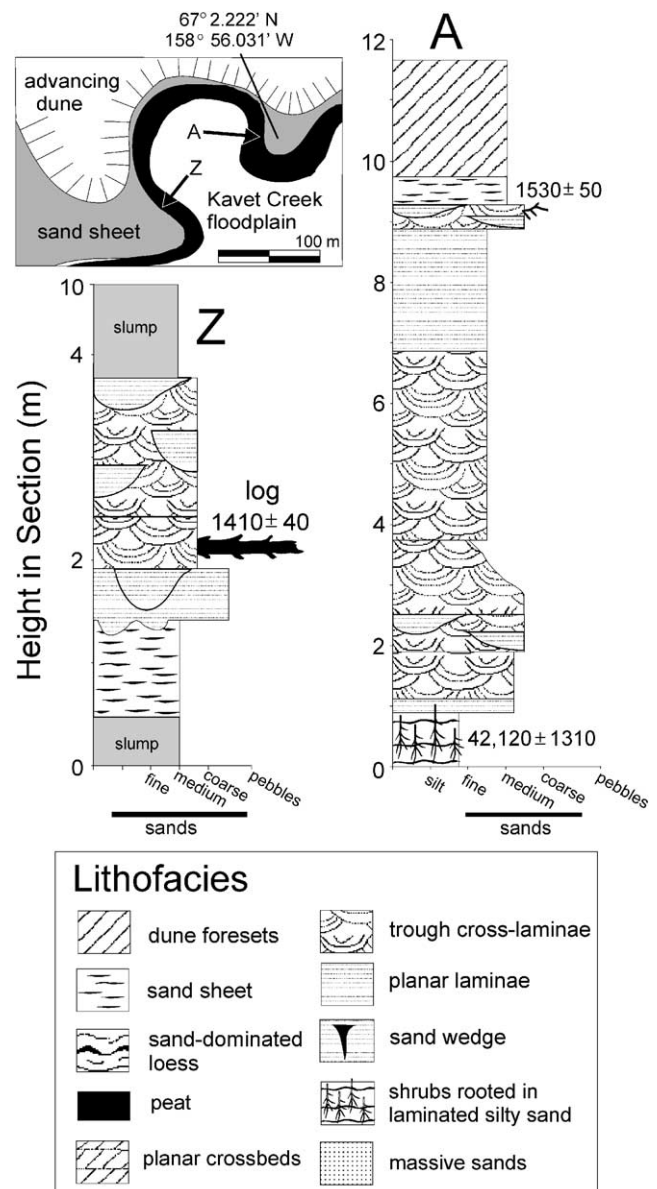 67° 2.222' N
158° 56.031' W
advancing
dune
A
Z
Kavet Creek
floodplain
sand sheet
100 m
Height in Section (m)
10
4
2
0
Z
slump
log
1410 ± 40
slump
fine
medium
coarse
pebbles
sands
A
12
10
8
6
4
2
0
1530 ± 50
42,120 ± 1310
silt
fine
medium
coarse
pebbles
sands
Lithofacies
dune foresets
sand sheet
sand-dominated
loess
peat
planar crossbeds
trough cross-laminae
planar laminae
sand wedge
shrubs rooted in
laminated silty sand
massive sands